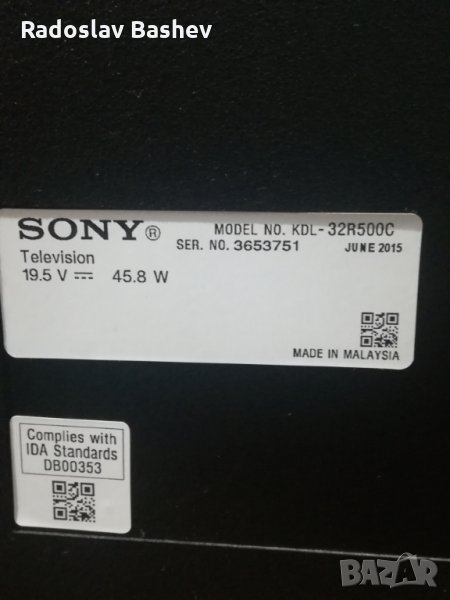 Radoslav Bashev
SONY®
MODEL NO. KDL-32R500C
SER. NO. 3653751 JUNE 2015
Television
19.5 V ⎓ 45.8 W
MADE IN MALAYSIA
Complies with
IDA Standards
DB00353
BAZAR